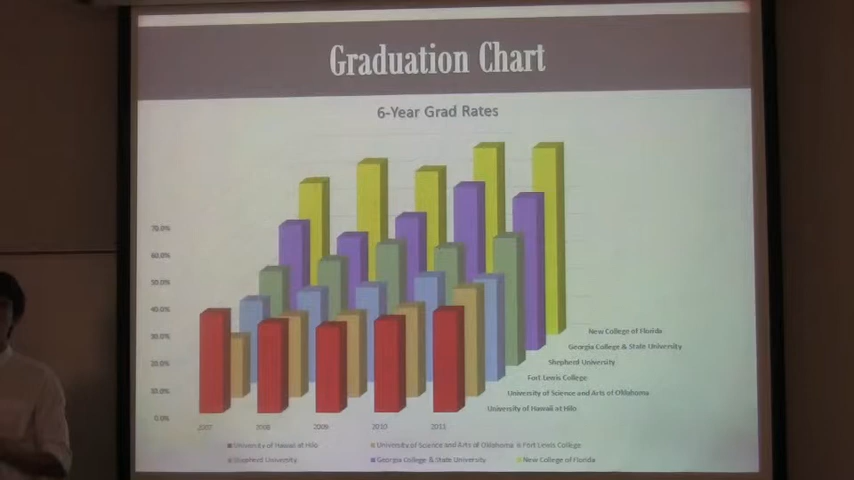 Graduation Chart
6-Year Grad Rates
70.0%
60.0%
50.0%
40.0%
30.0%
20.0%
10.0%
0.0%
New College of Florida
Georgia College & State University
Shepherd University
Fort Lewis College
University of Science and Arts of Oklahoma
University of Hawaii at Hilo
2007 2008 2009 2010 2011
University of Hawaii at Hilo University of Science and Arts of Oklahoma Fort Lewis College
Shepherd University Georgia College & State University New College of Florida